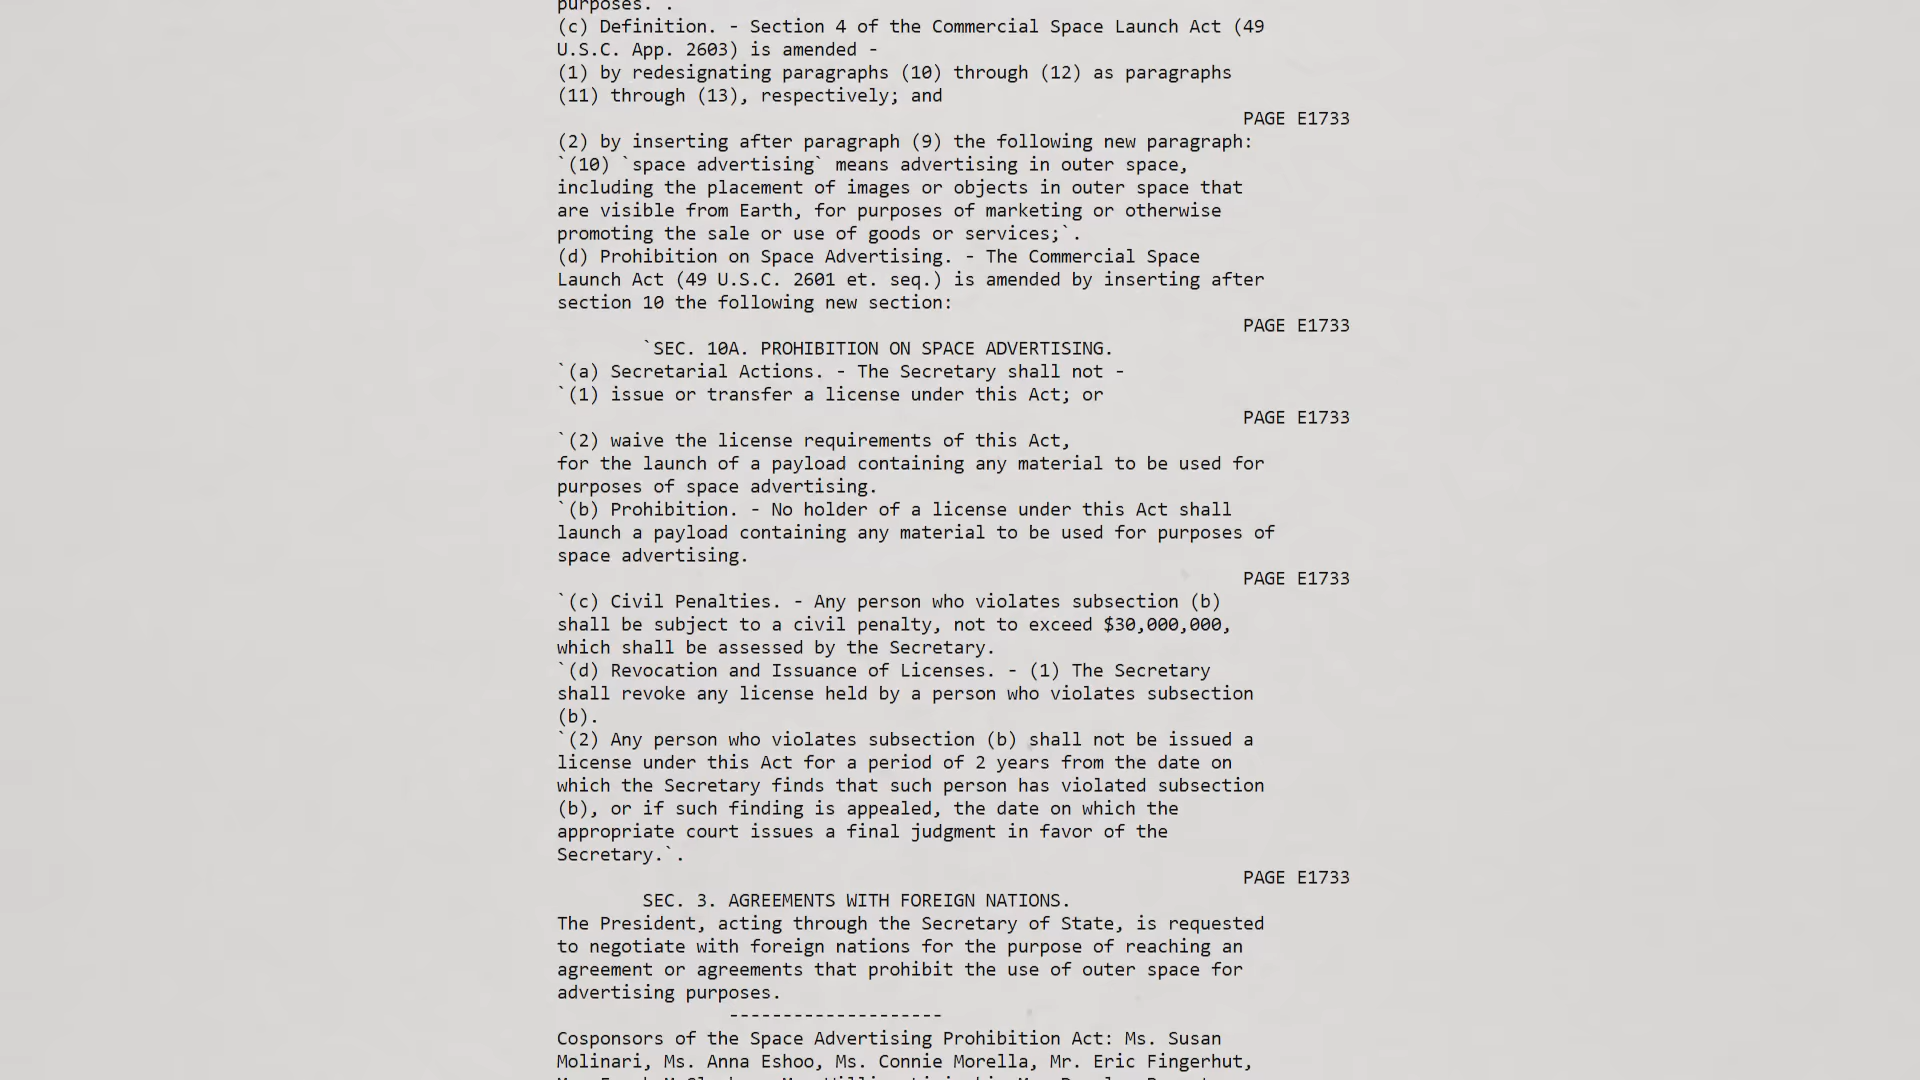 purposes. .
(c) Definition. - Section 4 of the Commercial Space Launch Act (49
U.S.C. App. 2603) is amended -
(1) by redesignating paragraphs (10) through (12) as paragraphs
(11) through (13), respectively; and
PAGE E1733
(2) by inserting after paragraph (9) the following new paragraph:
`(10) `space advertising` means advertising in outer space,
including the placement of images or objects in outer space that
are visible from Earth, for purposes of marketing or otherwise
promoting the sale or use of goods or services;`.
(d) Prohibition on Space Advertising. - The Commercial Space
Launch Act (49 U.S.C. 2601 et. seq.) is amended by inserting after
section 10 the following new section:
PAGE E1733
`SEC. 10A. PROHIBITION ON SPACE ADVERTISING.
`(a) Secretarial Actions. - The Secretary shall not -
`(1) issue or transfer a license under this Act; or
PAGE E1733
`(2) waive the license requirements of this Act,
for the launch of a payload containing any material to be used for
purposes of space advertising.
`(b) Prohibition. - No holder of a license under this Act shall
launch a payload containing any material to be used for purposes of
space advertising.
PAGE E1733
`(c) Civil Penalties. - Any person who violates subsection (b)
shall be subject to a civil penalty, not to exceed $30,000,000,
which shall be assessed by the Secretary.
`(d) Revocation and Issuance of Licenses. - (1) The Secretary
shall revoke any license held by a person who violates subsection
(b).
`(2) Any person who violates subsection (b) shall not be issued a
license under this Act for a period of 2 years from the date on
which the Secretary finds that such person has violated subsection
(b), or if such finding is appealed, the date on which the
appropriate court issues a final judgment in favor of the
Secretary.`.
PAGE E1733
SEC. 3. AGREEMENTS WITH FOREIGN NATIONS.
The President, acting through the Secretary of State, is requested
to negotiate with foreign nations for the purpose of reaching an
agreement or agreements that prohibit the use of outer space for
advertising purposes.
--------------------
Cosponsors of the Space Advertising Prohibition Act: Ms. Susan
Molinari, Ms. Anna Eshoo, Ms. Connie Morella, Mr. Eric Fingerhut,